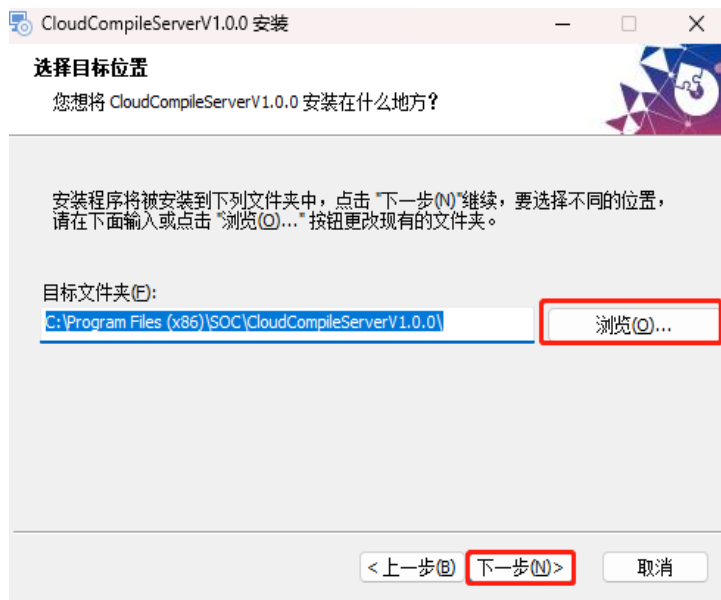 CloudCompileServerV1.0.0 安装
选择目标位置
您想将 CloudCompileServerV1.0.0 安装在什么地方?
安装程序将被安装到下列文件夹中，点击 "下一步(N)"继续，要选择不同的位置，
请在下面输入或点击 "浏览(O)..." 按钮更改现有的文件夹。
目标文件夹(F):
C:\Program Files (x86)\SOC\CloudCompileServerV1.0.0\
浏览(O)...
<上一步(B)
下一步(N)>
取消